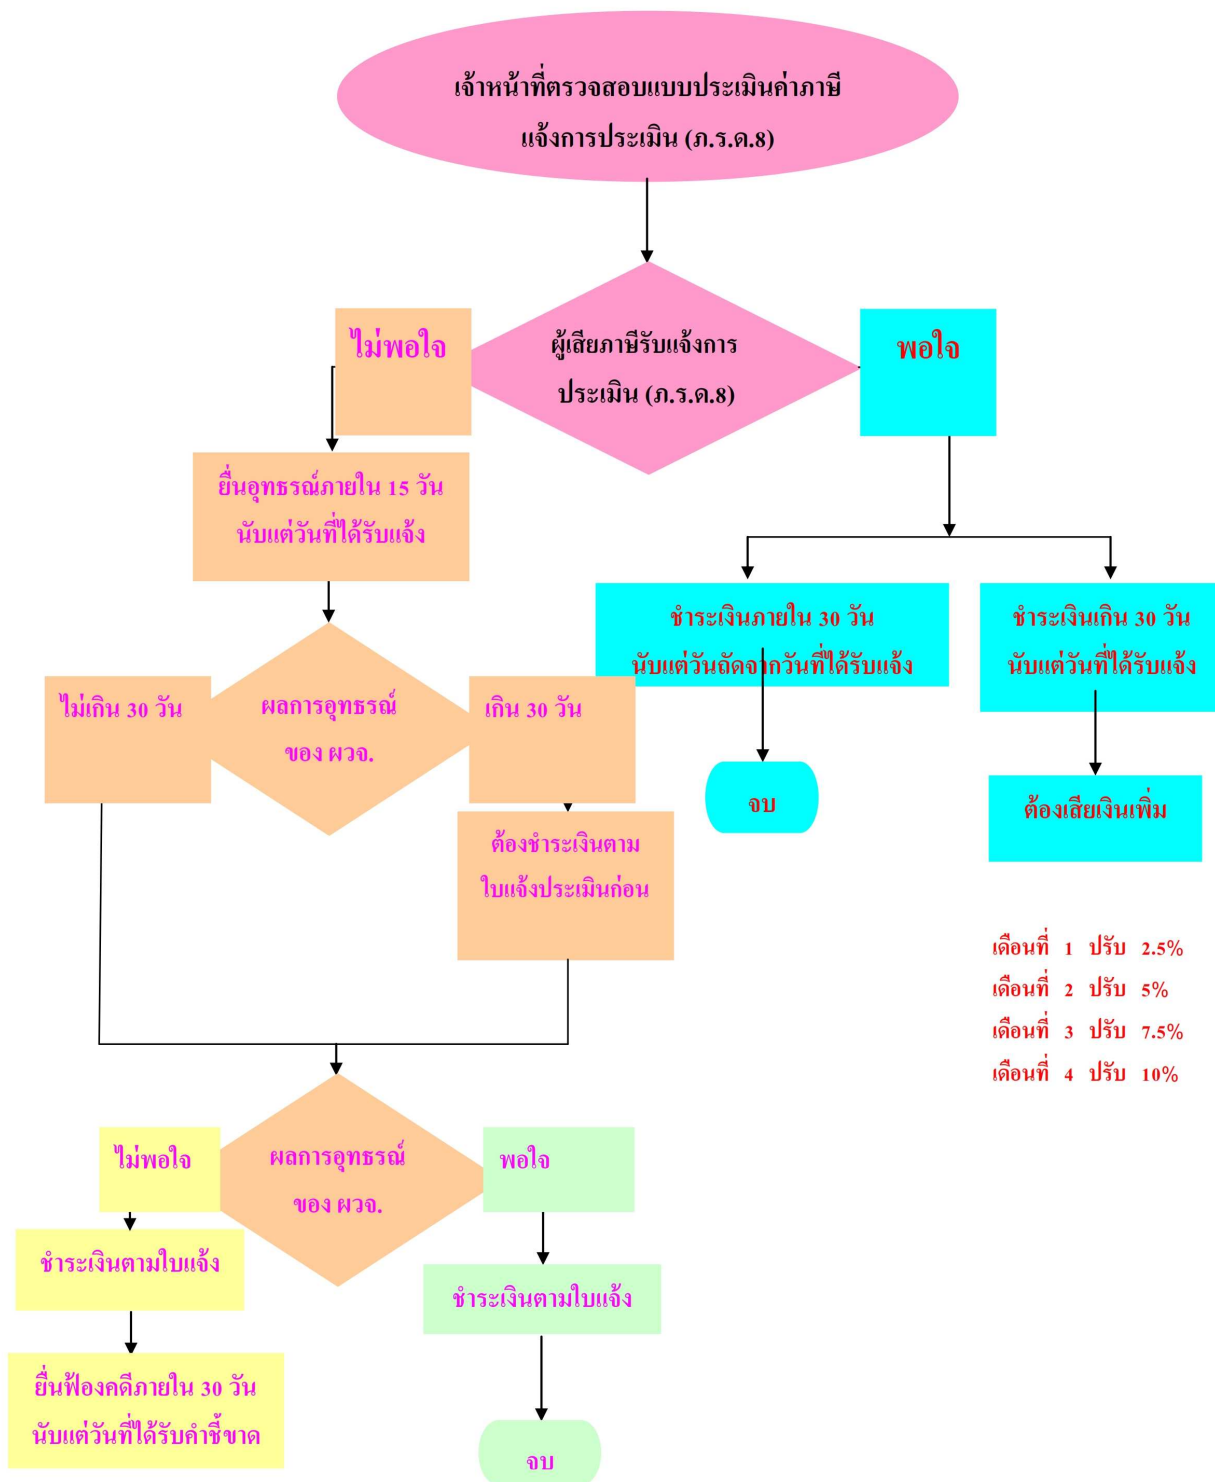 เจ้าหน้าที่ตรวจสอบแบบประเมินค่าภาษี
แจ้งการประเมิน (ภ.ร.ด.8)
ไม่พอใจ
ผู้เสียภาษีรับแจ้งการ
ประเมิน (ภ.ร.ด.8)
พอใจ
ยื่นอุทธรณ์ภายใน 15 วัน
นับแต่วันที่ได้รับแจ้ง
ชำระเงินภายใน 30 วัน
นับแต่วันถัดจากวันที่ได้รับแจ้ง
ชำระเงินเกิน 30 วัน
นับแต่วันที่ได้รับแจ้ง
ไม่เกิน 30 วัน
ผลการอุทธรณ์
ของ ผวจ.
เกิน 30 วัน
จบ
ต้องเสียเงินเพิ่ม
ต้องชำระเงินตาม
ใบแจ้งประเมินก่อน
เดือนที่ 1 ปรับ 2.5%
เดือนที่ 2 ปรับ 5%
เดือนที่ 3 ปรับ 7.5%
เดือนที่ 4 ปรับ 10%
ไม่พอใจ
ผลการอุทธรณ์
ของ ผวจ.
พอใจ
ชำระเงินตามใบแจ้ง
ชำระเงินตามใบแจ้ง
ยื่นฟ้องคดีภายใน 30 วัน
นับแต่วันที่ได้รับคำชี้ขาด
จบ